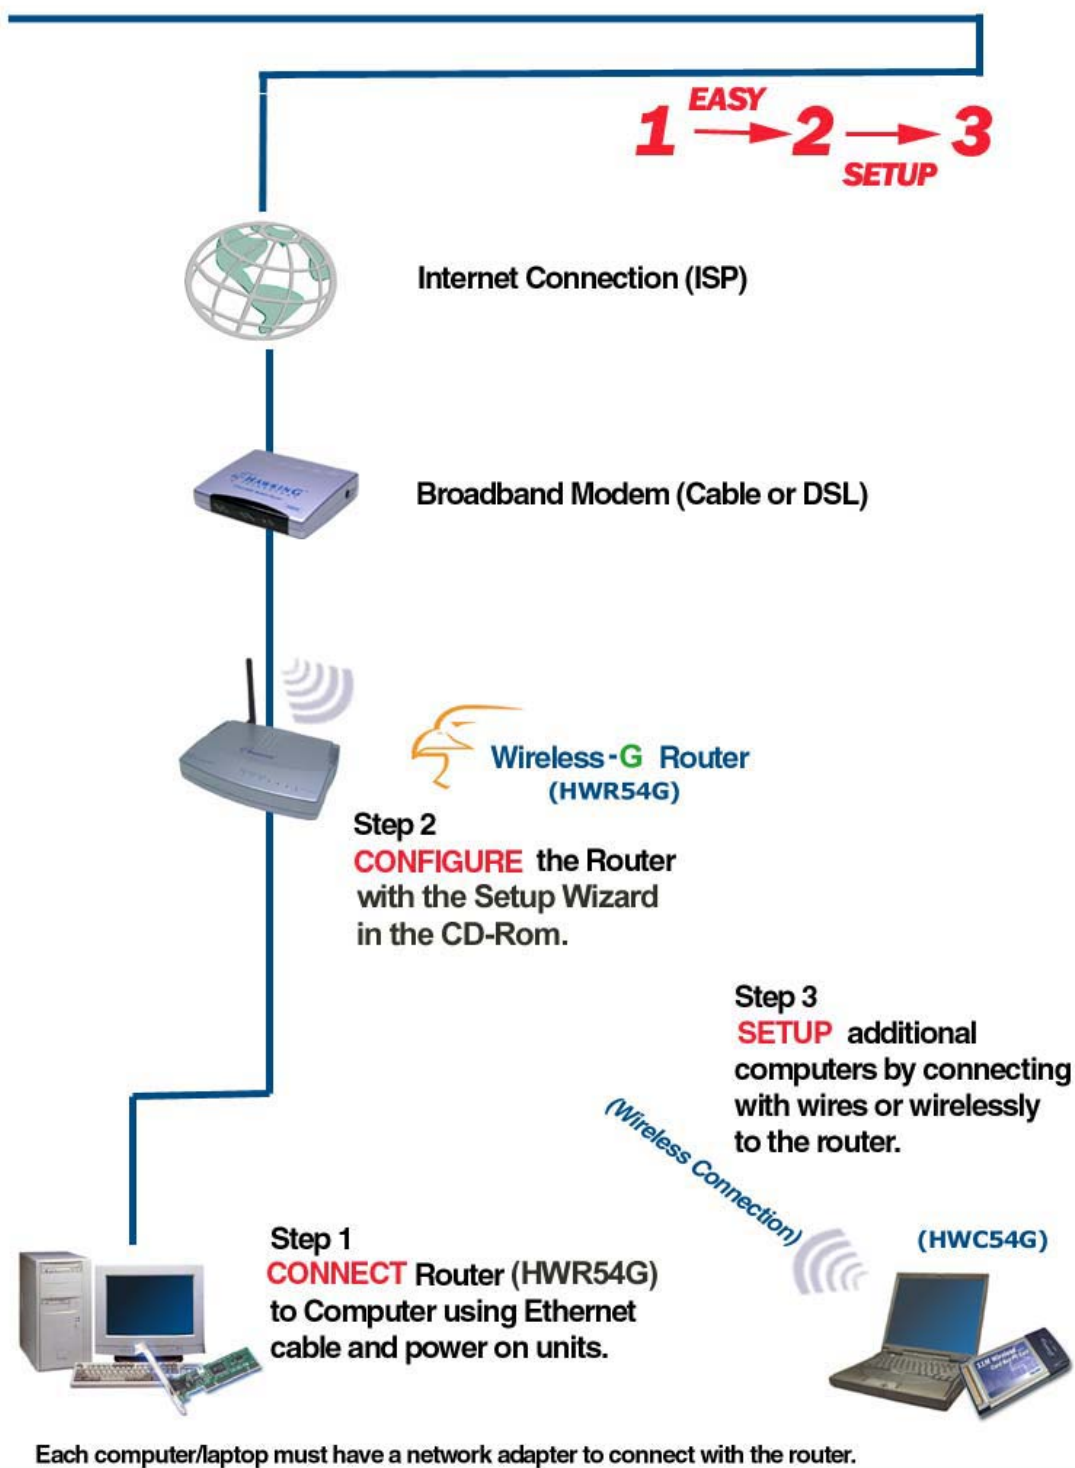 1 EASY 2 3
SETUP
Internet Connection (ISP)
HAWKING
Broadband Modem (Cable or DSL)
Wireless-G Router
(HWR54G)
Step 2
CONFIGURE the Router
with the Setup Wizard
in the CD-Rom.
Step 3
SETUP additional
computers by connecting
with wires or wirelessly
to the router.
(Wireless Connection)
(HWC54G)
Step 1
CONNECT Router (HWR54G)
to Computer using Ethernet
cable and power on units.
Each computer/laptop must have a network adapter to connect with the router.